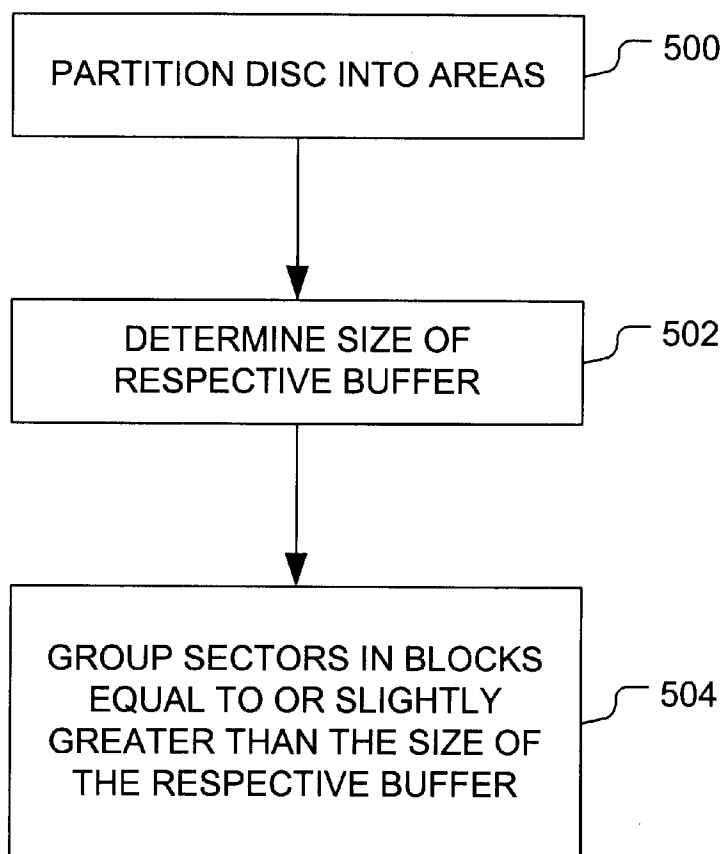 PARTITION DISC INTO AREAS
500
DETERMINE SIZE OF
RESPECTIVE BUFFER
502
GROUP SECTORS IN BLOCKS
EQUAL TO OR SLIGHTLY
GREATER THAN THE SIZE OF
THE RESPECTIVE BUFFER
504